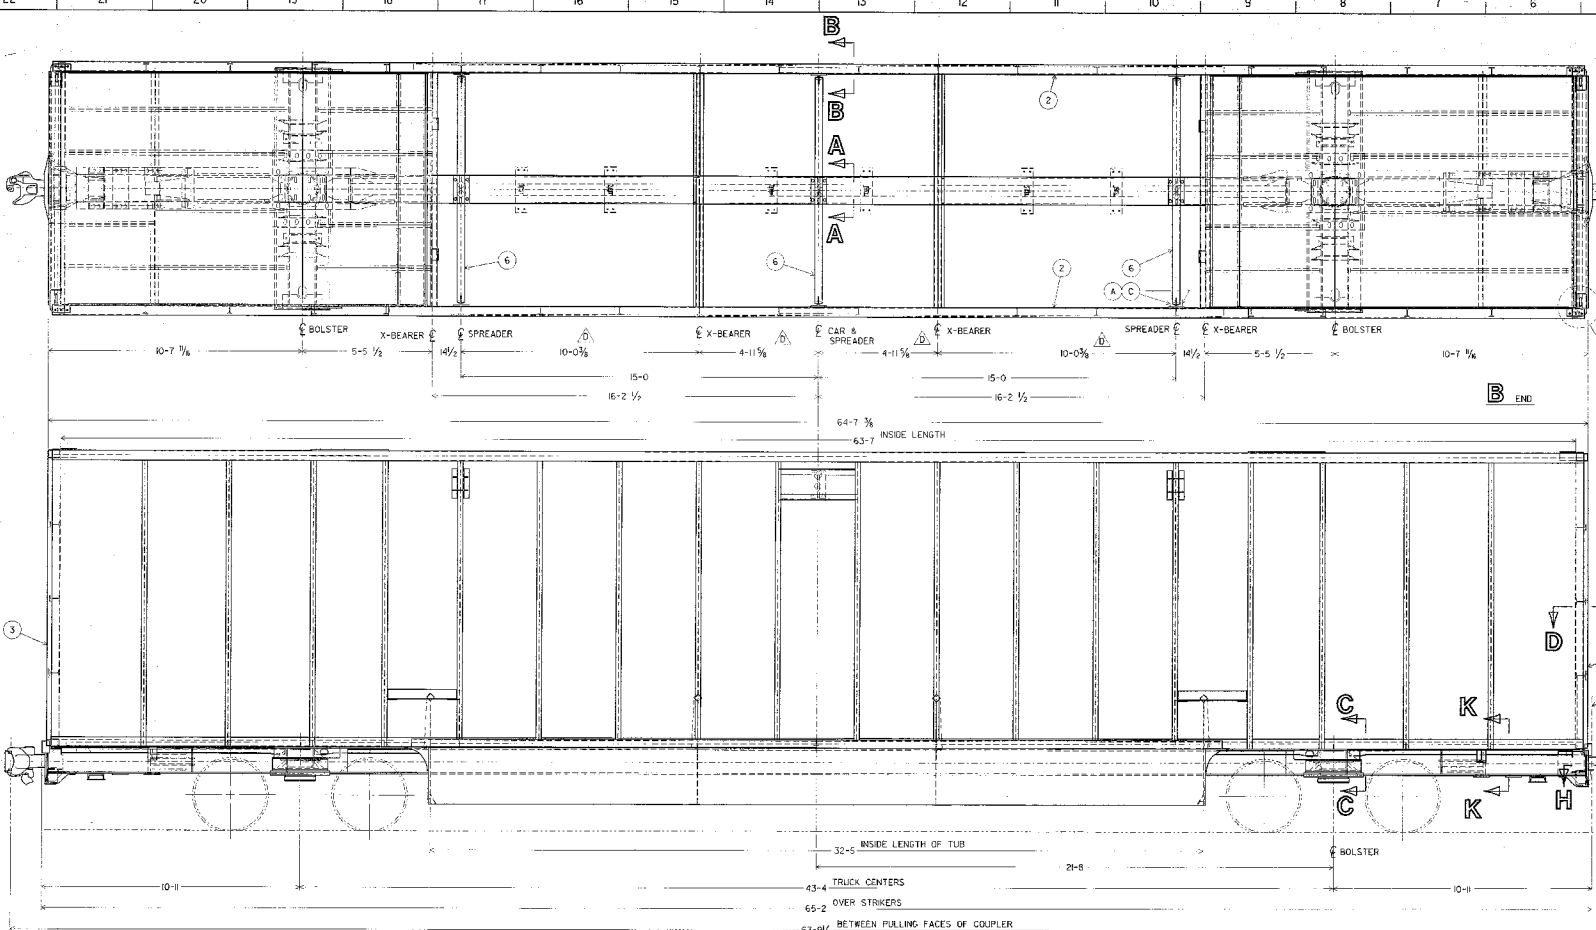 22 21 20 19 18 17 16 15 14 13 12 11 10 9 8 7 6
B
B
A
A
2
6
6
2
6
A C
℄ BOLSTER
X-BEARER ℄
℄ SPREADER
D
℄ X-BEARER
D
℄ CAR & SPREADER
D
℄ X-BEARER
D
SPREADER ℄
℄ X-BEARER
℄ BOLSTER
10-7 11/16
5-5 1/2
14 1/2
10-0 3/8
4-11 5/8
4-11 5/8
10-0 3/8
14 1/2
5-5 1/2
10-7 11/16
15-0
15-0
16-2 1/2
16-2 1/2
B END
64-7 3/8
63-7 INSIDE LENGTH
3
D
C
K
C
K
H
32-5 INSIDE LENGTH OF TUB
℄ BOLSTER
21-8
10-11
43-4 TRUCK CENTERS
10-11
65-2 OVER STRIKERS
BETWEEN PULLING FACES OF COUPLER